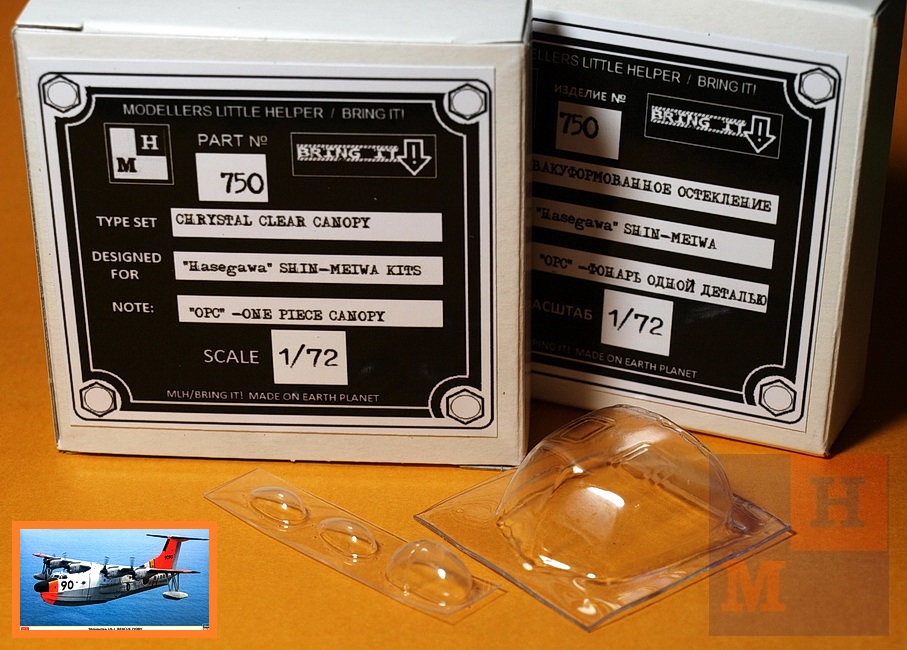 MODELLERS LITTLE HELPER / BRING IT!
H
M
PART №
750
BRING IT !
TYPE SET
CHRYSTAL CLEAR CANOPY
DESIGNED
FOR
"Hasegawa" SHIN-MEIWA KITS
NOTE:
"OPC" -ONE PIECE CANOPY
SCALE
1/72
MLH/BRING IT! MADE ON EARTH PLANET
ELLERS LITTLE HELPER / BRING IT!
ИЗДЕЛИЕ №
750
BRING IT !
ВАКУФОРМОВАННОЕ ОСТЕКЛЕНИЕ
"Hasegawa" SHIN-MEIWA
"OPC" -ФОНАРЬ ОДНОЙ ДЕТАЛЬЮ
АСШТАБ
1/72
RING IT! MADE ON EARTH PLANET
90
H
M